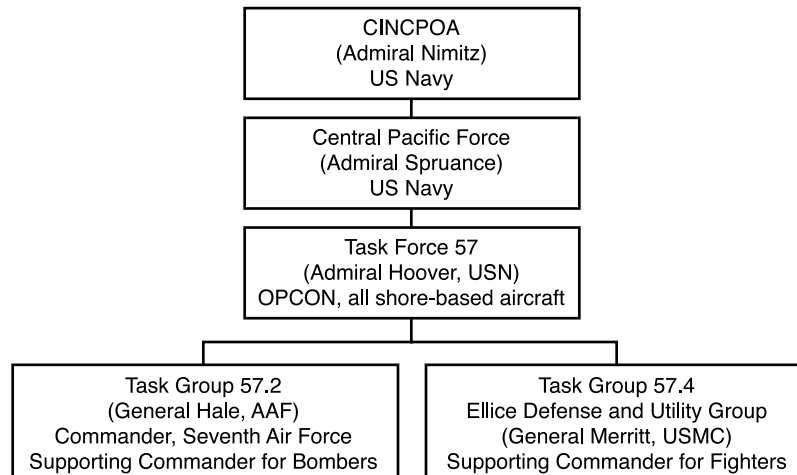 CINCPOA
(Admiral Nimitz)
US Navy
Central Pacific Force
(Admiral Spruance)
US Navy
Task Force 57
(Admiral Hoover, USN)
OPCON, all shore-based aircraft
Task Group 57.2
(General Hale, AAF)
Commander, Seventh Air Force
Supporting Commander for Bombers
Task Group 57.4
Ellice Defense and Utility Group
(General Merritt, USMC)
Supporting Commander for Fighters